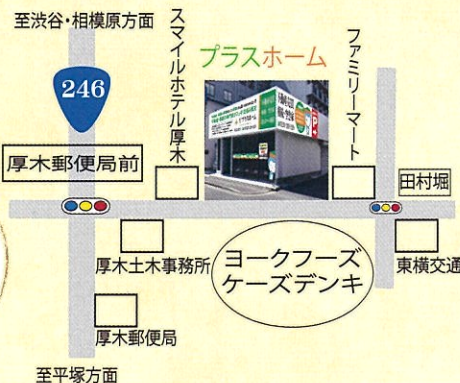 至渋谷・相模原方面
スマイルホテル厚木
プラスホーム
ファミリーマート
246
厚木郵便局前
田村堀
厚木土木事務所
ヨークフーズ
ケーズデンキ
東横交通
厚木郵便局
至平塚方面